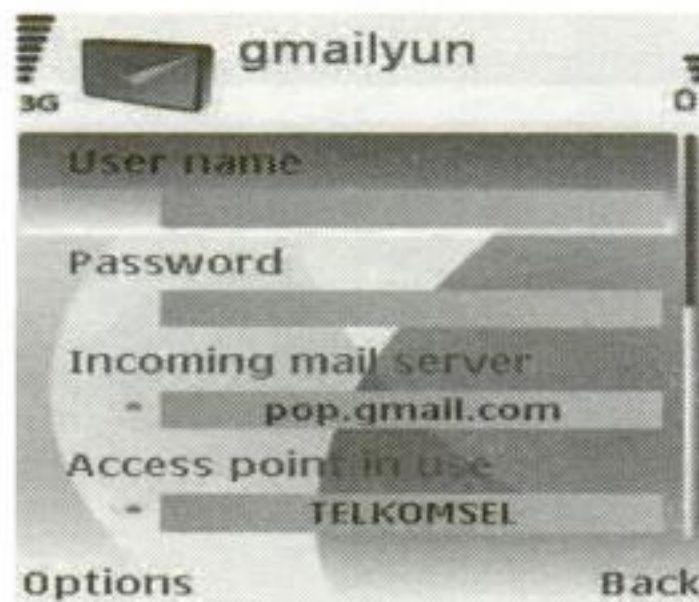 gmailyun
3G
User name
Password
Incoming mail server
* pop.gmail.com
Access point in use
* TELKOMSEL
Options Back